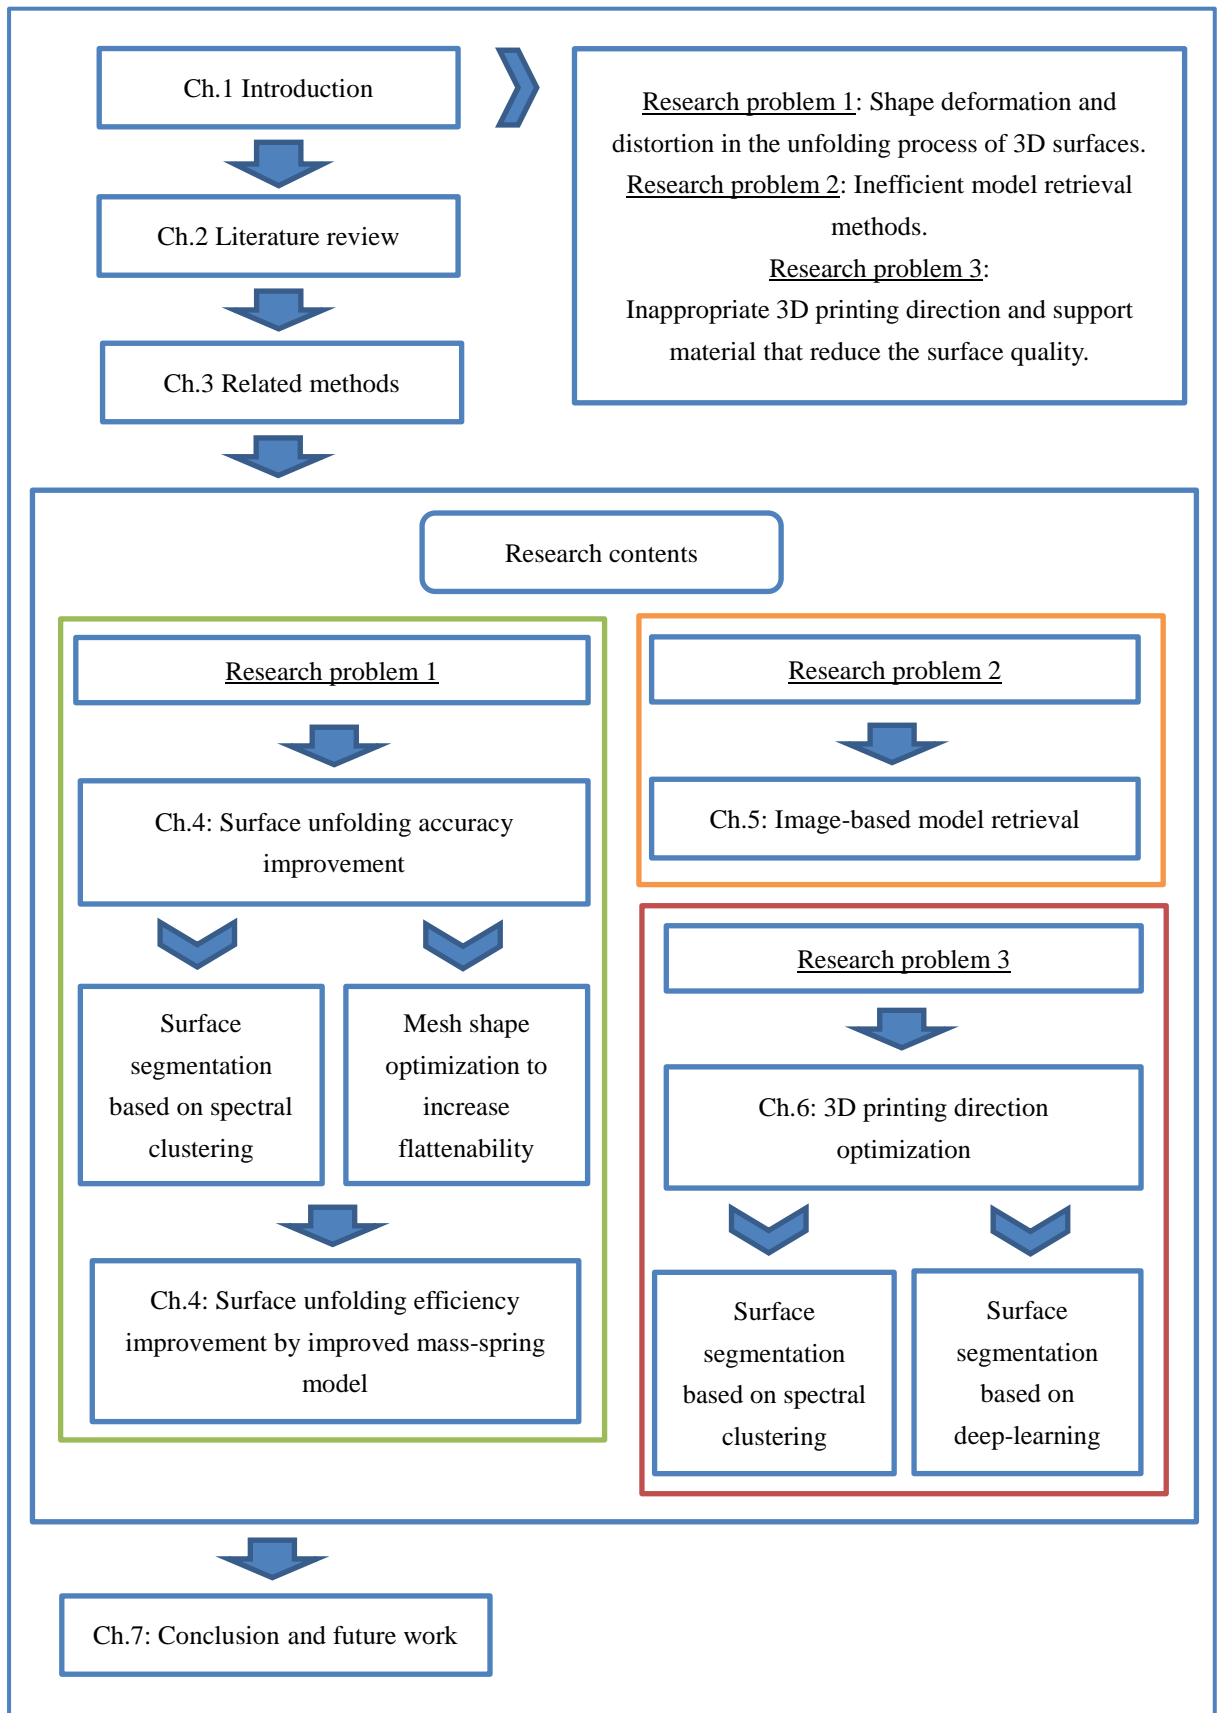 Ch.1 Introduction
Research problem 1: Shape deformation and
distortion in the unfolding process of 3D surfaces.
Research problem 2: Inefficient model retrieval
methods.
Research problem 3:
Inappropriate 3D printing direction and support
material that reduce the surface quality.
Ch.2 Literature review
Ch.3 Related methods
Research contents
Research problem 1
Ch.4: Surface unfolding accuracy
improvement
Surface
segmentation
based on spectral
clustering
Mesh shape
optimization to
increase
flattenability
Ch.4: Surface unfolding efficiency
improvement by improved mass-spring
model
Research problem 2
Ch.5: Image-based model retrieval
Research problem 3
Ch.6: 3D printing direction
optimization
Surface
segmentation
based on spectral
clustering
Surface
segmentation
based on
deep-learning
Ch.7: Conclusion and future work